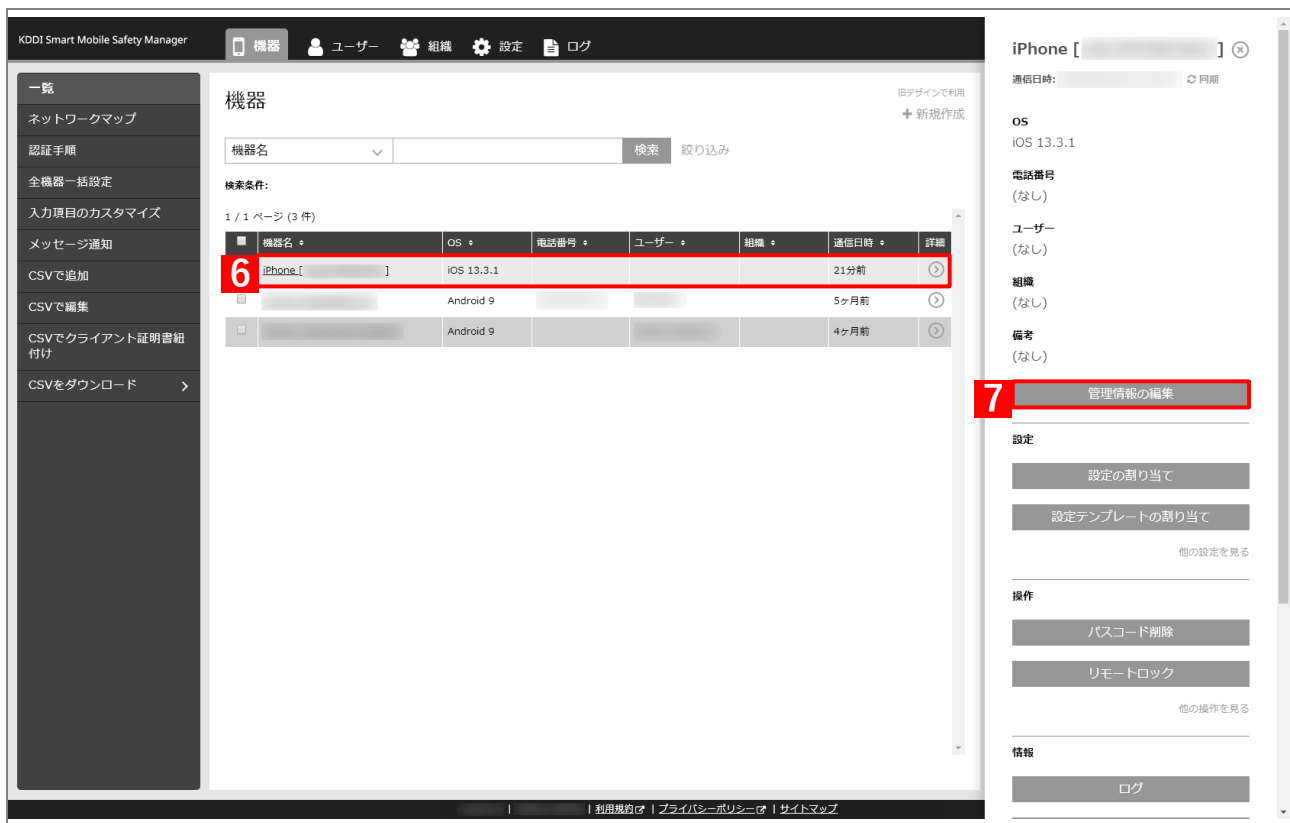 KDDI Smart Mobile Safety Manager
機器
ユーザー
組織
設定
ログ
一覧
ネットワークマップ
認証手順
全機器一括設定
入力項目のカスタマイズ
メッセージ通知
CSVで追加
CSVで編集
CSVでクライアント証明書紐
付け
CSVをダウンロード
機器
旧デザインで利用
+ 新規作成
機器名
検索
絞り込み
検索条件:
1 / 1 ページ (3 件)
機器名 OS 電話番号 ユーザー 組織 通信日時 詳細
6
iPhone [ ] iOS 13.3.1 21分前
Android 9 5ヶ月前
Android 9 4ヶ月前
iPhone [ ]
通信日時: 同期
OS
iOS 13.3.1
電話番号
(なし)
ユーザー
(なし)
組織
(なし)
備考
(なし)
7
管理情報の編集
設定
設定の割り当て
設定テンプレートの割り当て
他の設定を見る
操作
パスコード削除
リモートロック
他の操作を見る
情報
ログ
| | 利用規約 | プライバシーポリシー | サイトマップ